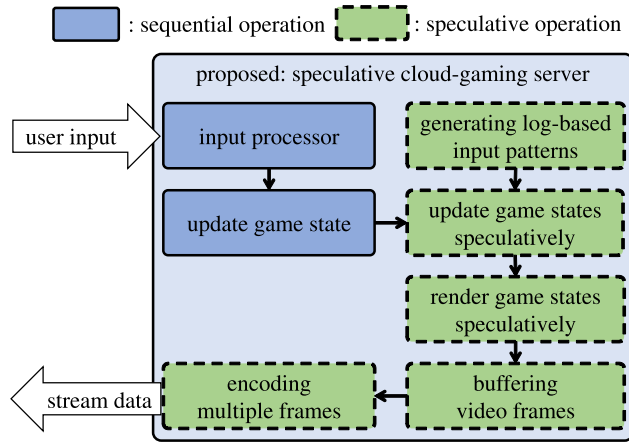 : sequential operation
: speculative operation
proposed: speculative cloud-gaming server
user input
input processor
generating log-based
input patterns
update game state
update game states
speculatively
render game states
speculatively
stream data
encoding
multiple frames
buffering
video frames